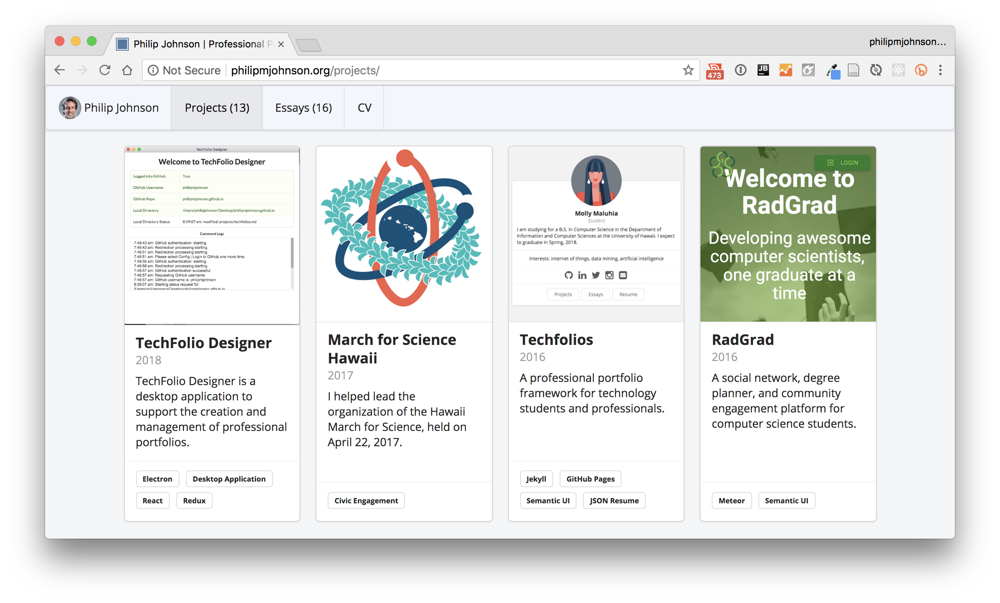 Philip Johnson | Professional P
philipmjohnson...
Not Secure
philipmjohnson.org/projects/
473
JB
Philip Johnson
Projects (13)
Essays (16)
CV
TechFolio Designer
Welcome to TechFolio Designer
Logged into GitHub True
GitHub Username philipmjohnson
GitHub Repo philipmjohnson.github.io
Local Directory /Users/philipjohnson/Desktop/philipmjohnson.github.io
Local Directory Status 8:09:07 am: modified: projects/techfolios.md
Command Logs
7:49:43 am: GitHub authentication: starting.
7:49:43 am: Redirection processing starting.
7:49:51 am: Redirection processing starting.
7:49:51 am: Please select Config | Login to GitHub one more time.
7:49:56 am: GitHub authentication: starting.
7:49:56 am: Redirection processing starting.
7:49:57 am: GitHub authentication successful
7:49:57 am: Requesting GitHub username
7:49:57 am: GitHub username is: philipmjohnson
8:09:07 am: Starting status request for
/Users/philipjohnson/Desktop/philipmjohnson.github.io
TechFolio Designer
2018
TechFolio Designer is a
desktop application to
support the creation and
management of professional
portfolios.
Electron
Desktop Application
React
Redux
March for Science
Hawaii
2017
I helped lead the
organization of the Hawaii
March for Science, held on
April 22, 2017.
Civic Engagement
Molly Maluhia
Student
I am studying for a B.S. in Computer Science in the Department of
Information and Computer Sciences at the University of Hawaii. I expect
to graduate in Spring, 2018.
Interests: internet of things, data mining, artificial intelligence
Projects
Essays
Resume
Techfolios
2016
A professional portfolio
framework for technology
students and professionals.
Jekyll
GitHub Pages
Semantic UI
JSON Resume
LOGIN
Welcome to
RadGrad
Developing awesome
computer scientists,
one graduate at a
time
RadGrad
2016
A social network, degree
planner, and community
engagement platform for
computer science students.
Meteor
Semantic UI